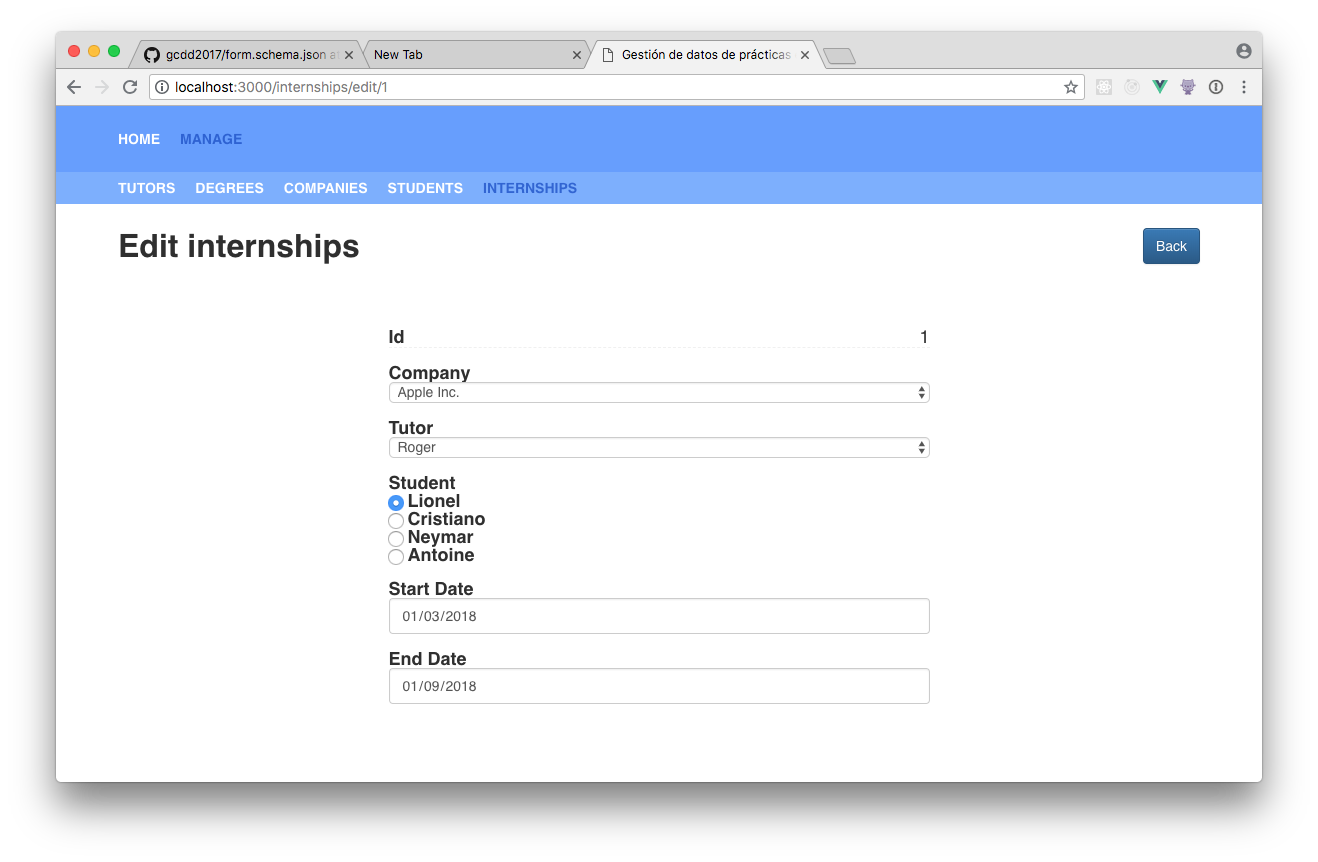 gcdd2017/form.schema.json a
New Tab
Gestión de datos de prácticas
localhost:3000/internships/edit/1
HOME MANAGE
TUTORS DEGREES COMPANIES STUDENTS INTERNSHIPS
Edit internships
Back
Id 1
Company
Apple Inc.
Tutor
Roger
Student
Lionel
Cristiano
Neymar
Antoine
Start Date
01/03/2018
End Date
01/09/2018